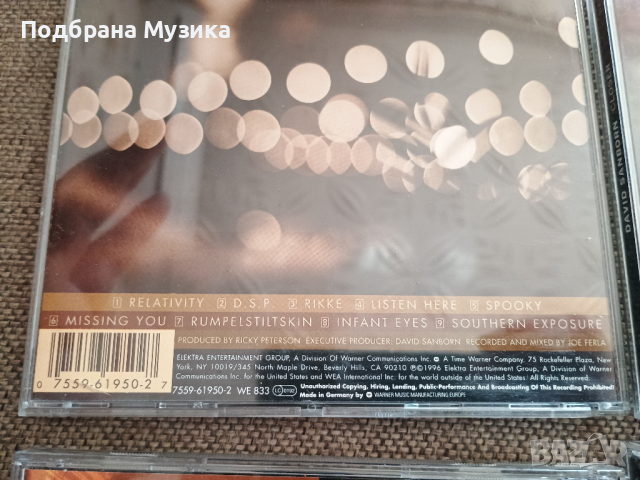 Подбрана Музика
1 RELATIVITY 2 D.S.P. 3 RIKKE 4 LISTEN HERE 5 SPOOKY
6 MISSING YOU 7 RUMPELSTILTSKIN 8 INFANT EYES 9 SOUTHERN EXPOSURE
PRODUCED BY RICKY PETERSON. EXECUTIVE PRODUCER: DAVID SANBORN. RECORDED AND MIXED BY JOE FERLA
ELEKTRA ENTERTAINMENT GROUP, A Division Of Warner Communications Inc. A Time Warner Company. 75 Rockefeller Plaza, New
York, NY 10019/345 North Maple Drive, Beverly Hills, CA 90210 ℗©1996 Elektra Entertainment Group, A Division of Warner
Communications Inc. for the United States and WEA International Inc. for the world outside of the United States. All Rights Reserved.
Unauthorized Copying, Hiring, Lending, Public Performance And Broadcasting Of This Recording Prohibited!
Made in Germany by WARNER MUSIC MANUFACTURING EUROPE
0 7559-61950-2 7
7559-61950-2 WE 833
DAVID SANBORN
BAZAR